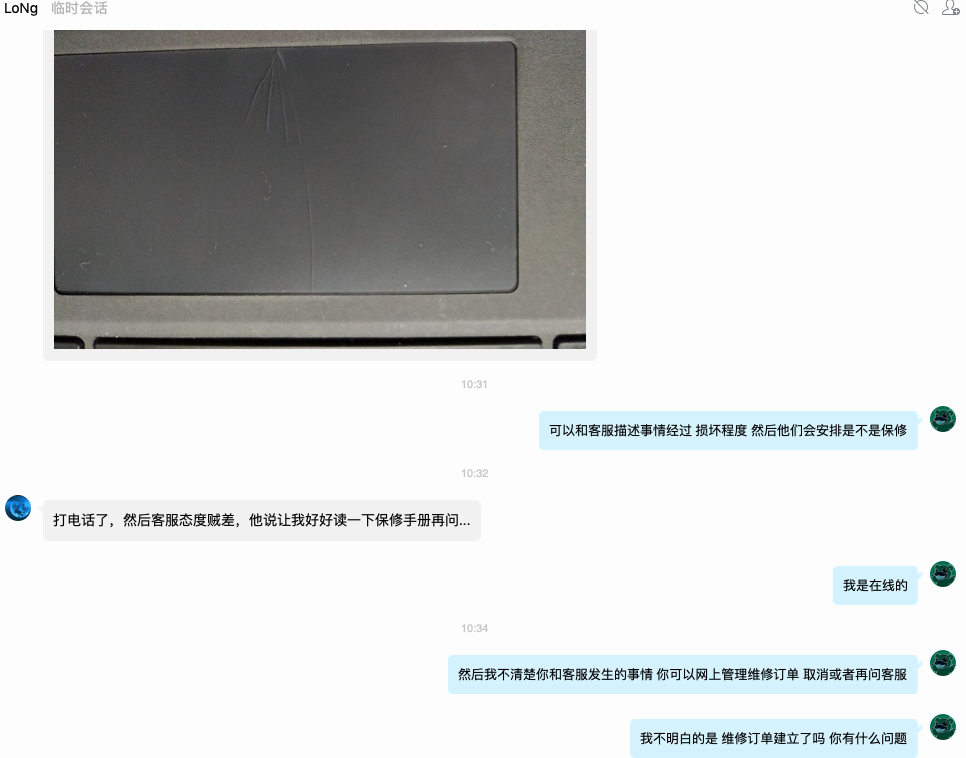 LoNg 临时会话
10:31
可以和客服描述事情经过 损坏程度 然后他们会安排是不是保修
10:32
打电话了，然后客服态度贼差，他说让我好好读一下保修手册再问...
我是在线的
10:34
然后我不清楚你和客服发生的事情 你可以网上管理维修订单 取消或者再问客服
我不明白的是 维修订单建立了吗 你有什么问题